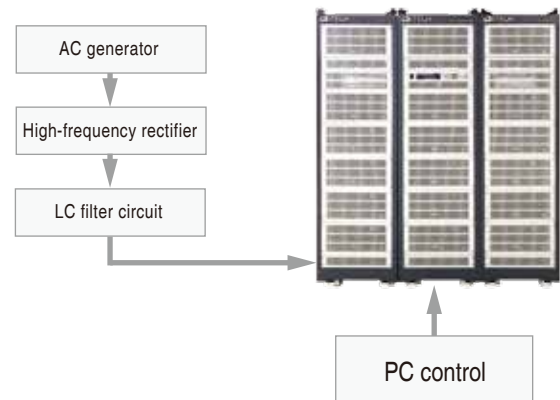 AC generator
High-frequency rectifier
LC filter circuit
PC control